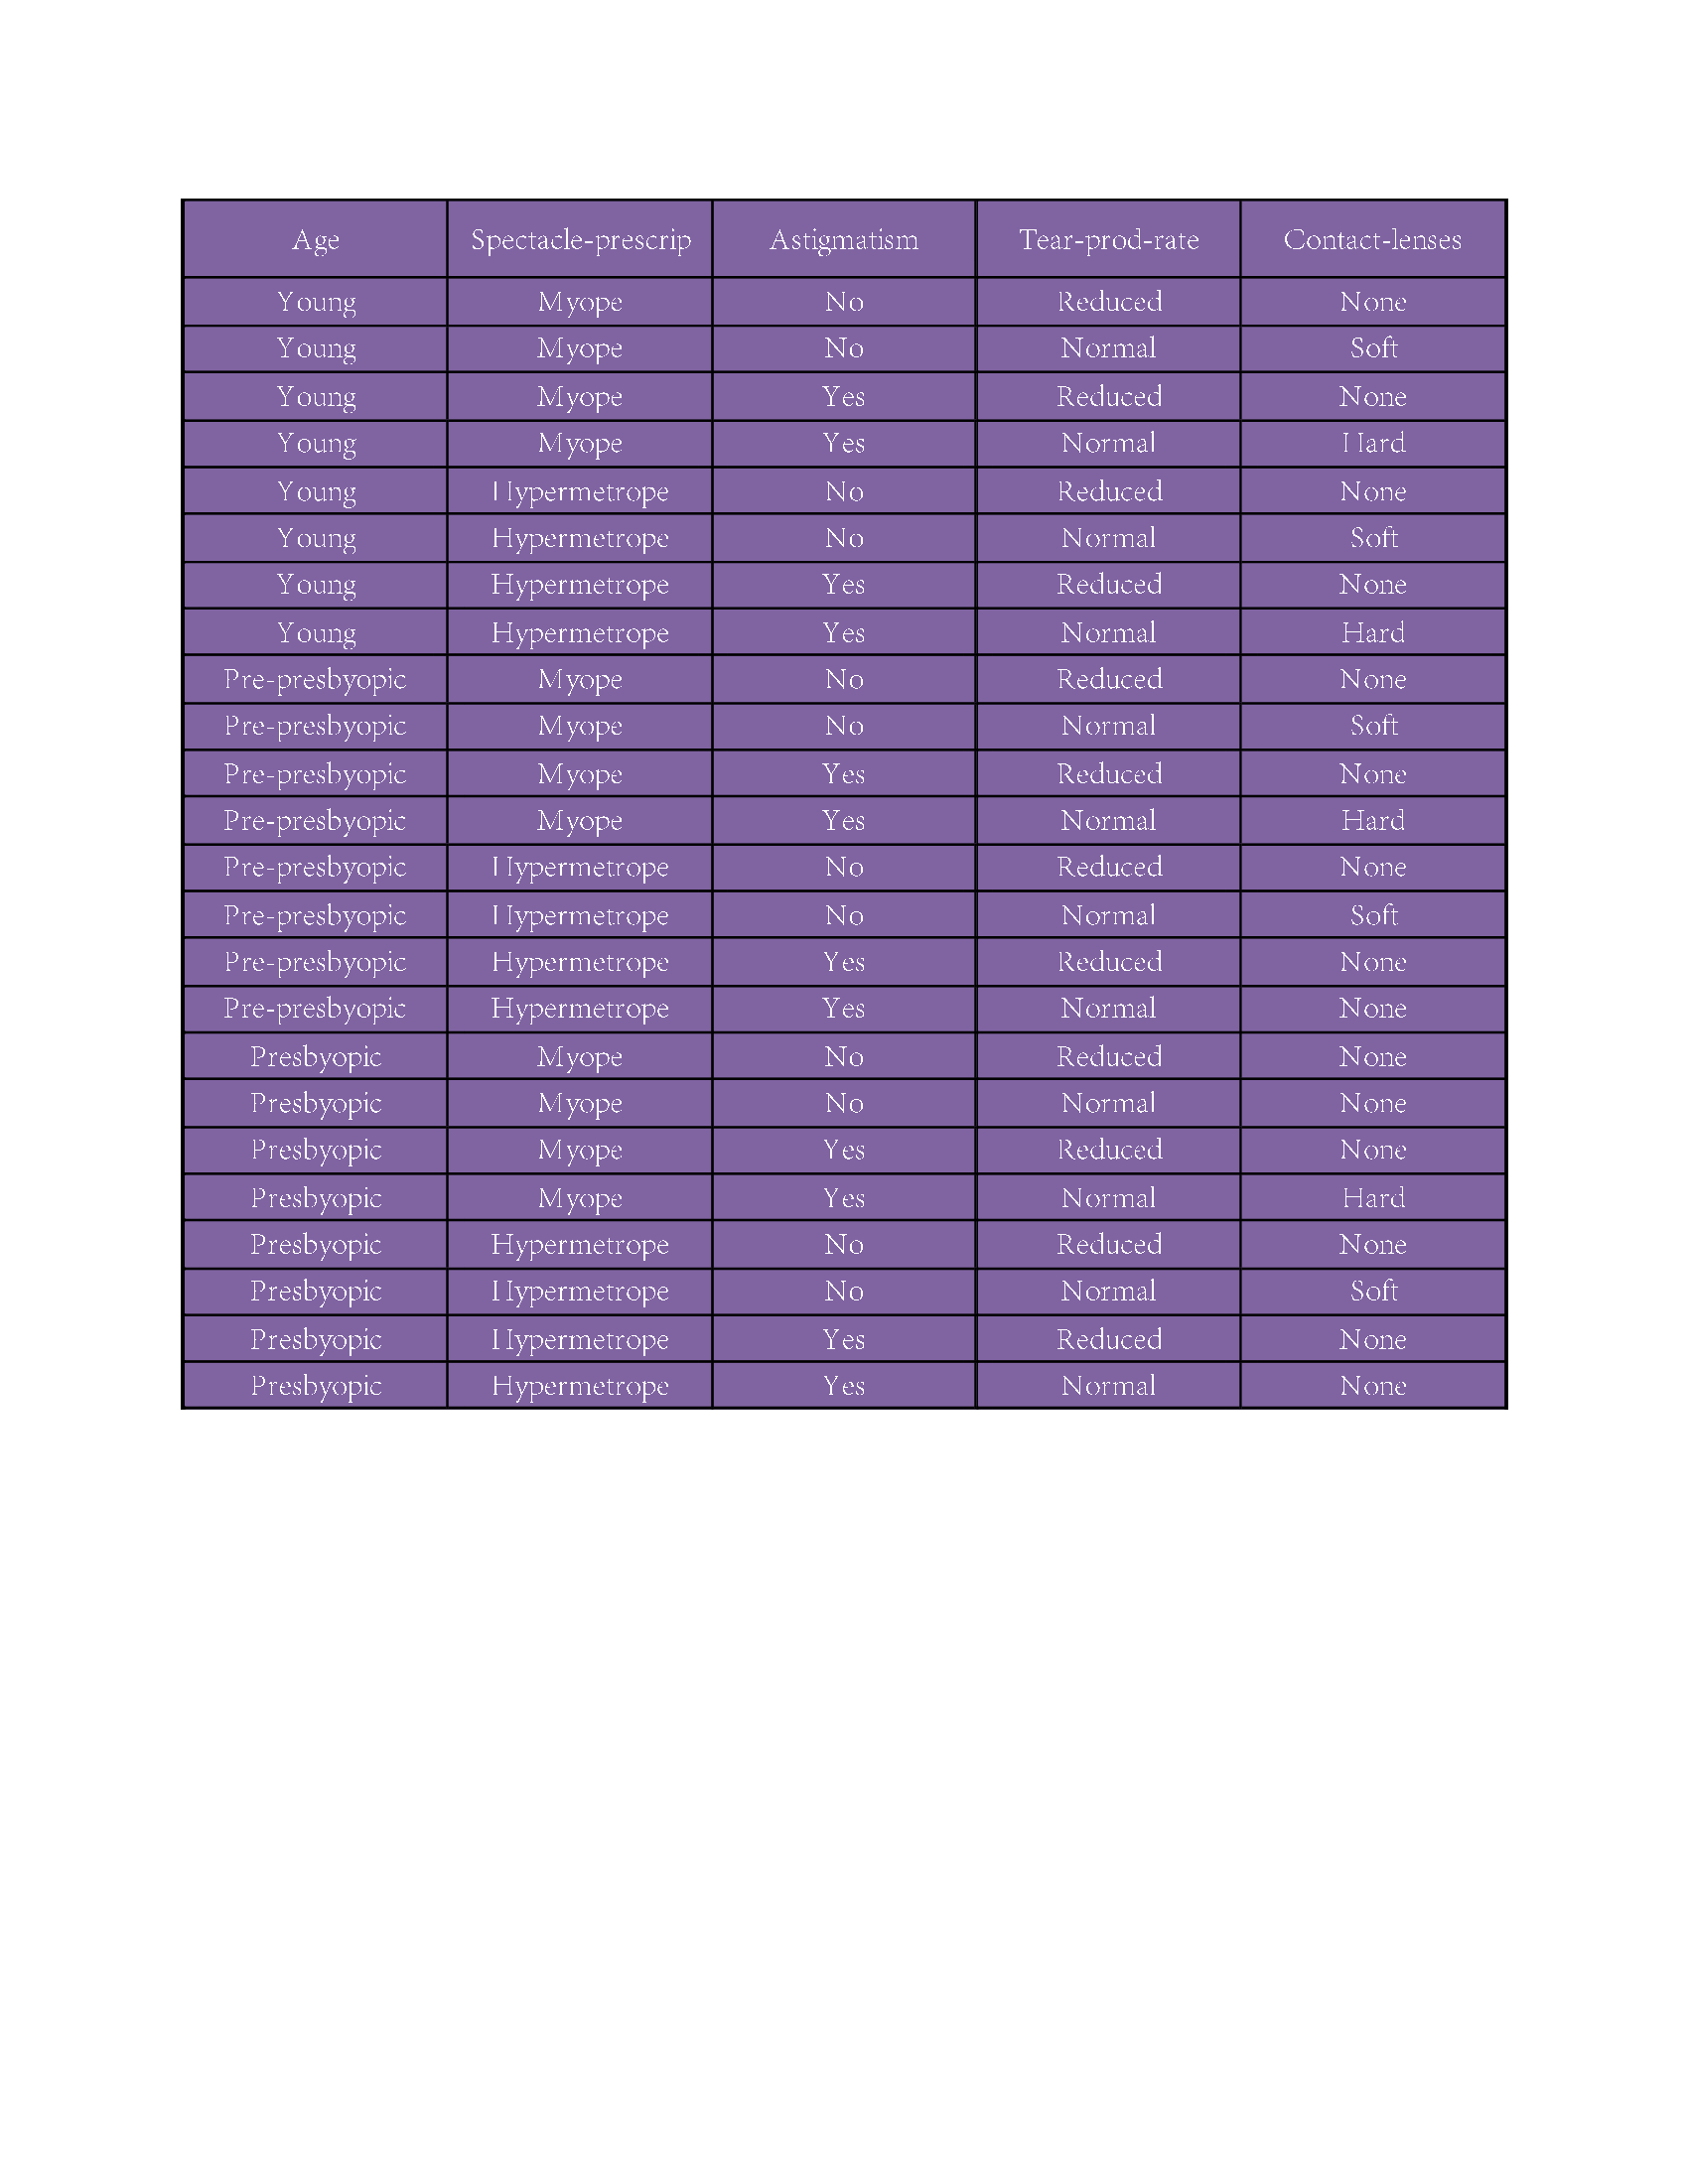 Age Spectacle-prescrip Astigmatism Tear-prod-rate Contact-lenses
Young Myope No Reduced None
Young Myope No Normal Soft
Young Myope Yes Reduced None
Young Myope Yes Normal Hard
Young Hypermetrope No Reduced None
Young Hypermetrope No Normal Soft
Young Hypermetrope Yes Reduced None
Young Hypermetrope Yes Normal Hard
Pre-presbyopic Myope No Reduced None
Pre-presbyopic Myope No Normal Soft
Pre-presbyopic Myope Yes Reduced None
Pre-presbyopic Myope Yes Normal Hard
Pre-presbyopic Hypermetrope No Reduced None
Pre-presbyopic Hypermetrope No Normal Soft
Pre-presbyopic Hypermetrope Yes Reduced None
Pre-presbyopic Hypermetrope Yes Normal None
Presbyopic Myope No Reduced None
Presbyopic Myope No Normal None
Presbyopic Myope Yes Reduced None
Presbyopic Myope Yes Normal Hard
Presbyopic Hypermetrope No Reduced None
Presbyopic Hypermetrope No Normal Soft
Presbyopic Hypermetrope Yes Reduced None
Presbyopic Hypermetrope Yes Normal None